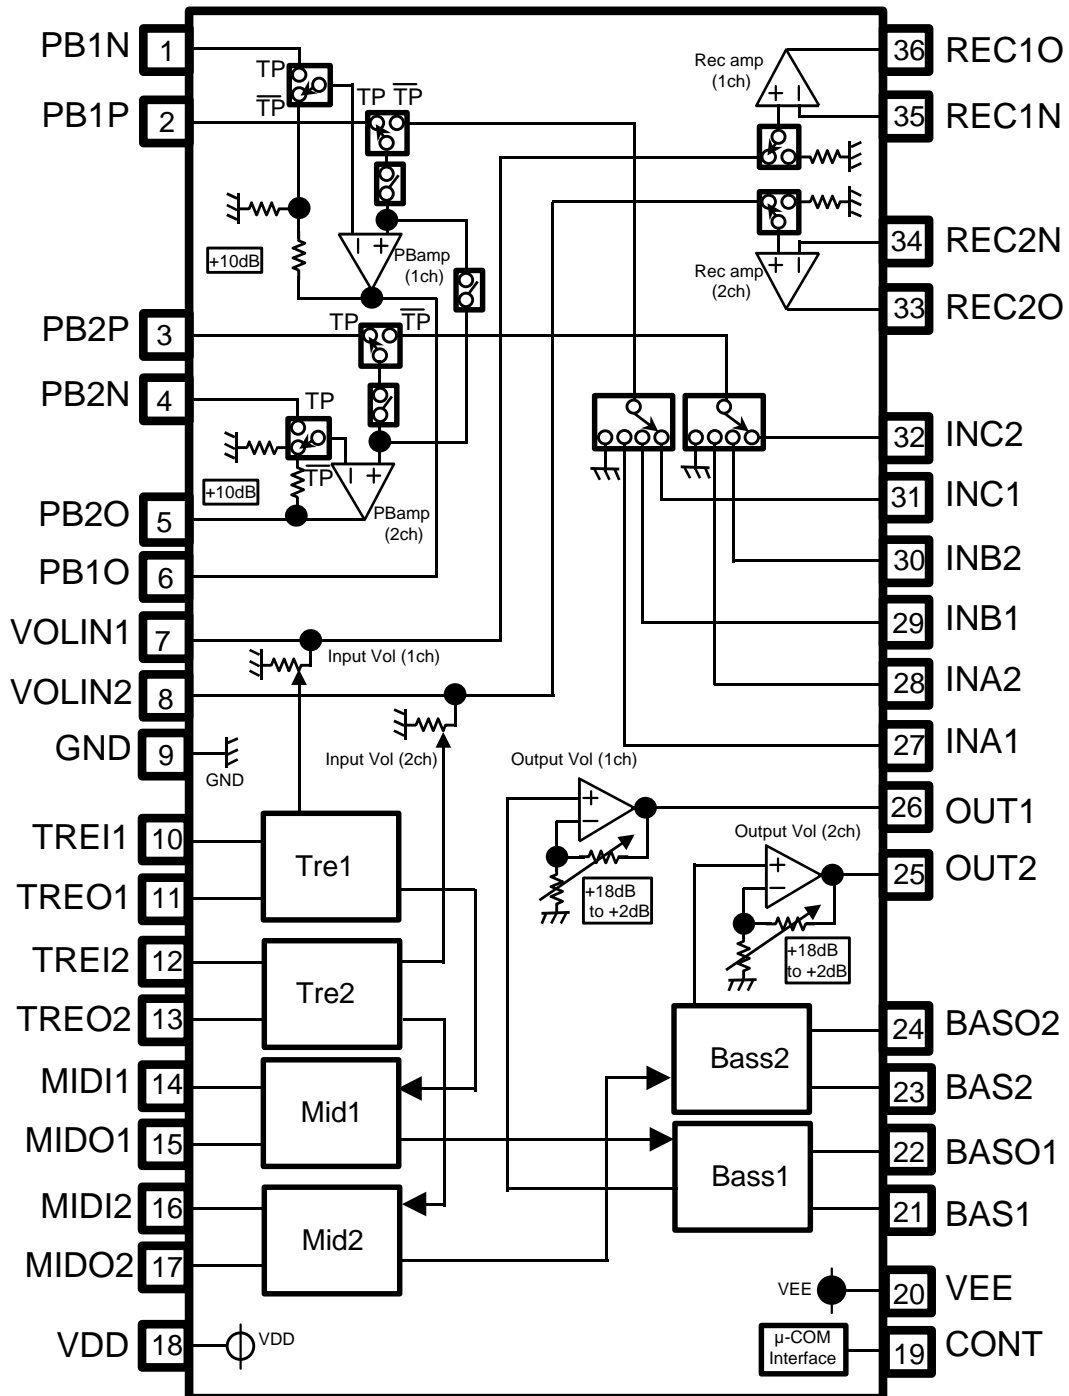 PB1N 1
PB1P 2
PB2P 3
PB2N 4
PB2O 5
PB1O 6
VOLIN1 7
VOLIN2 8
GND 9
TREI1 10
TREO1 11
TREI2 12
TREO2 13
MIDI1 14
MIDO1 15
MIDI2 16
MIDO2 17
VDD 18
TP
TP
TP TP
+10dB
PBamp
(1ch)
TP TP
TP
TP
+10dB
PBamp
(2ch)
Input Vol (1ch)
Input Vol (2ch)
GND
Tre1
Tre2
Mid1
Mid2
VDD
Rec amp
(1ch)
Rec amp
(2ch)
Output Vol (1ch)
+18dB
to +2dB
Output Vol (2ch)
+18dB
to +2dB
Bass2
Bass1
VEE
µ-COM
Interface
36 REC1O
35 REC1N
34 REC2N
33 REC2O
32 INC2
31 INC1
30 INB2
29 INB1
28 INA2
27 INA1
26 OUT1
25 OUT2
24 BASO2
23 BAS2
22 BASO1
21 BAS1
20 VEE
19 CONT